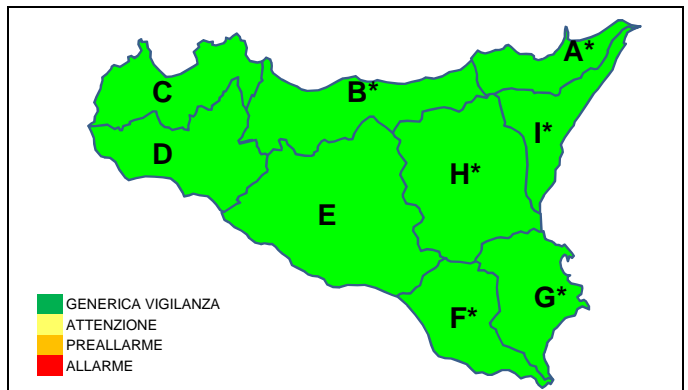 A*
B*
C
I*
D
H*
E
G*
F*
GENERICA VIGILANZA
ATTENZIONE
PREALLARME
ALLARME